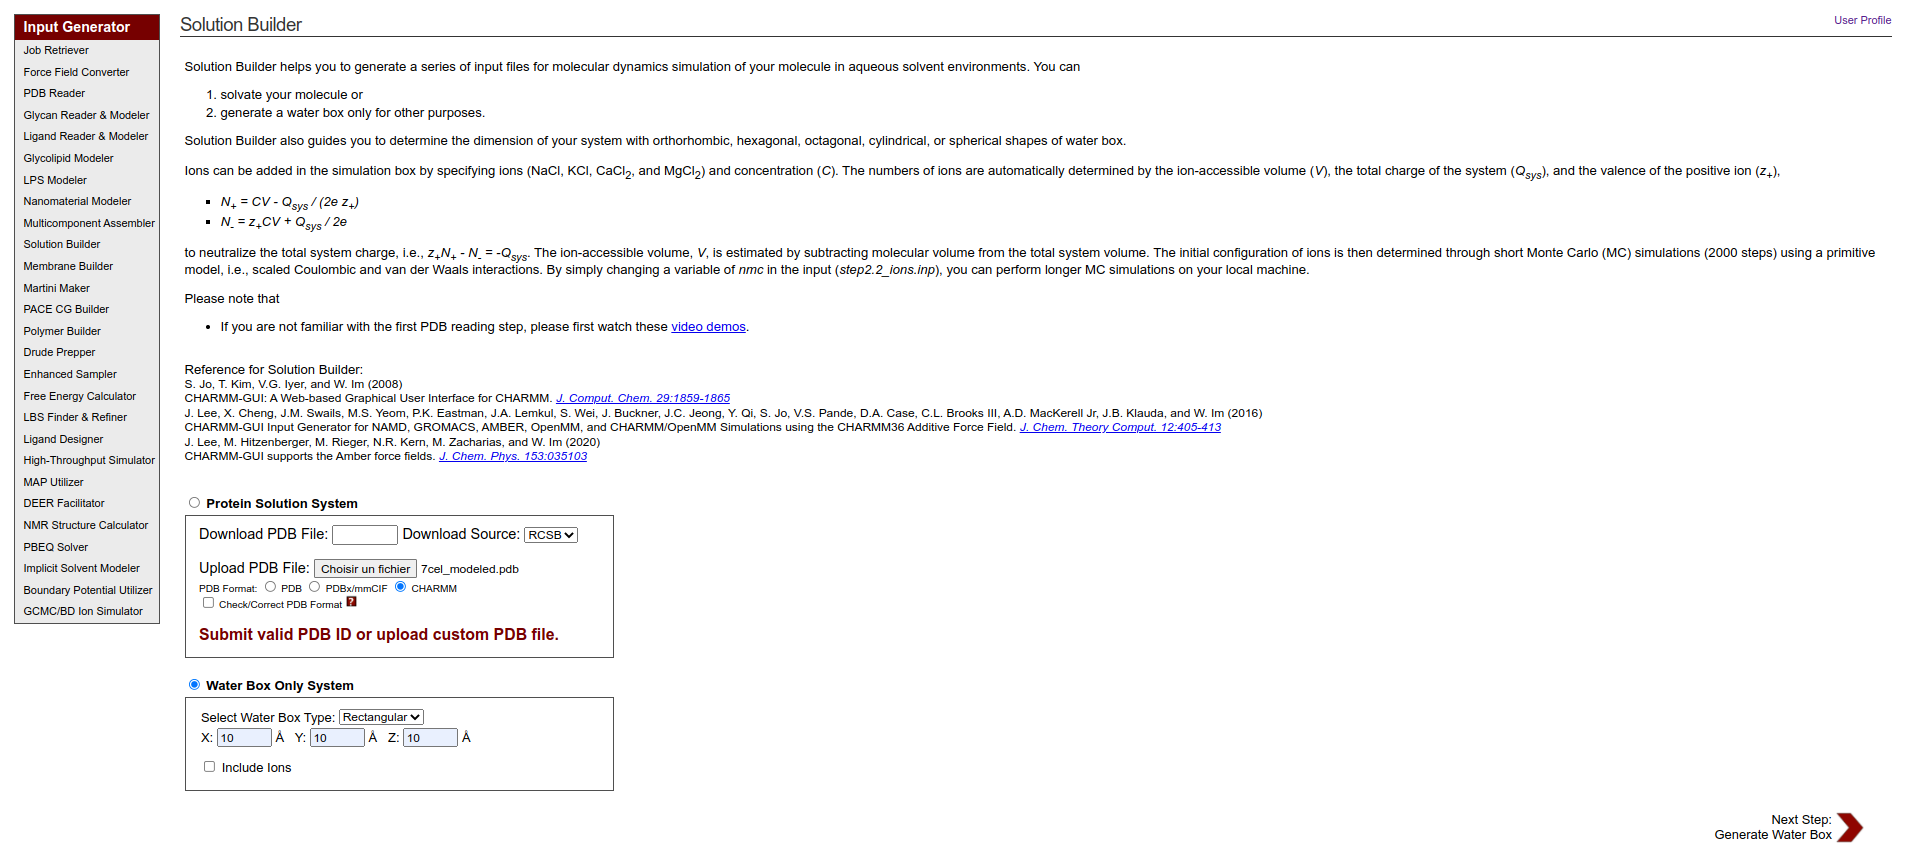 Input Generator
Job Retriever
Force Field Converter
PDB Reader
Glycan Reader & Modeler
Ligand Reader & Modeler
Glycolipid Modeler
LPS Modeler
Nanomaterial Modeler
Multicomponent Assembler
Solution Builder
Membrane Builder
Martini Maker
PACE CG Builder
Polymer Builder
Drude Prepper
Enhanced Sampler
Free Energy Calculator
LBS Finder & Refiner
Ligand Designer
High-Throughput Simulator
MAP Utilizer
DEER Facilitator
NMR Structure Calculator
PBEQ Solver
Implicit Solvent Modeler
Boundary Potential Utilizer
GCMC/BD Ion Simulator
Solution Builder
User Profile
Solution Builder helps you to generate a series of input files for molecular dynamics simulation of your molecule in aqueous solvent environments. You can
1. solvate your molecule or
2. generate a water box only for other purposes.
Solution Builder also guides you to determine the dimension of your system with orthorhombic, hexagonal, octagonal, cylindrical, or spherical shapes of water box.
Ions can be added in the simulation box by specifying ions (NaCl, KCl, CaCl2, and MgCl2) and concentration (C). The numbers of ions are automatically determined by the ion-accessible volume (V), the total charge of the system (Qsys), and the valence of the positive ion (z+),
▪ N+ = CV - Qsys / (2e z+)
▪ N- = z+CV + Qsys / 2e
to neutralize the total system charge, i.e., z+N+ - N- = -Qsys. The ion-accessible volume, V, is estimated by subtracting molecular volume from the total system volume. The initial configuration of ions is then determined through short Monte Carlo (MC) simulations (2000 steps) using a primitive
model, i.e., scaled Coulombic and van der Waals interactions. By simply changing a variable of nmc in the input (step2.2_ions.inp), you can perform longer MC simulations on your local machine.
Please note that
• If you are not familiar with the first PDB reading step, please first watch these video demos.
Reference for Solution Builder:
S. Jo, T. Kim, V.G. Iyer, and W. Im (2008)
CHARMM-GUI: A Web-based Graphical User Interface for CHARMM. J. Comput. Chem. 29:1859-1865
J. Lee, X. Cheng, J.M. Swails, M.S. Yeom, P.K. Eastman, J.A. Lemkul, S. Wei, J. Buckner, J.C. Jeong, Y. Qi, S. Jo, V.S. Pande, D.A. Case, C.L. Brooks III, A.D. MacKerell Jr, J.B. Klauda, and W. Im (2016)
CHARMM-GUI Input Generator for NAMD, GROMACS, AMBER, OpenMM, and CHARMM/OpenMM Simulations using the CHARMM36 Additive Force Field. J. Chem. Theory Comput. 12:405-413
J. Lee, M. Hitzenberger, M. Rieger, N.R. Kern, M. Zacharias, and W. Im (2020)
CHARMM-GUI supports the Amber force fields. J. Chem. Phys. 153:035103
Protein Solution System
Download PDB File: Download Source: RCSB
Upload PDB File: Choisir un fichier 7cel_modeled.pdb
PDB Format: PDB PDBx/mmCIF CHARMM
Check/Correct PDB Format ?
Submit valid PDB ID or upload custom PDB file.
Water Box Only System
Select Water Box Type: Rectangular
X: 10 Å Y: 10 Å Z: 10 Å
Include Ions
Next Step:
Generate Water Box